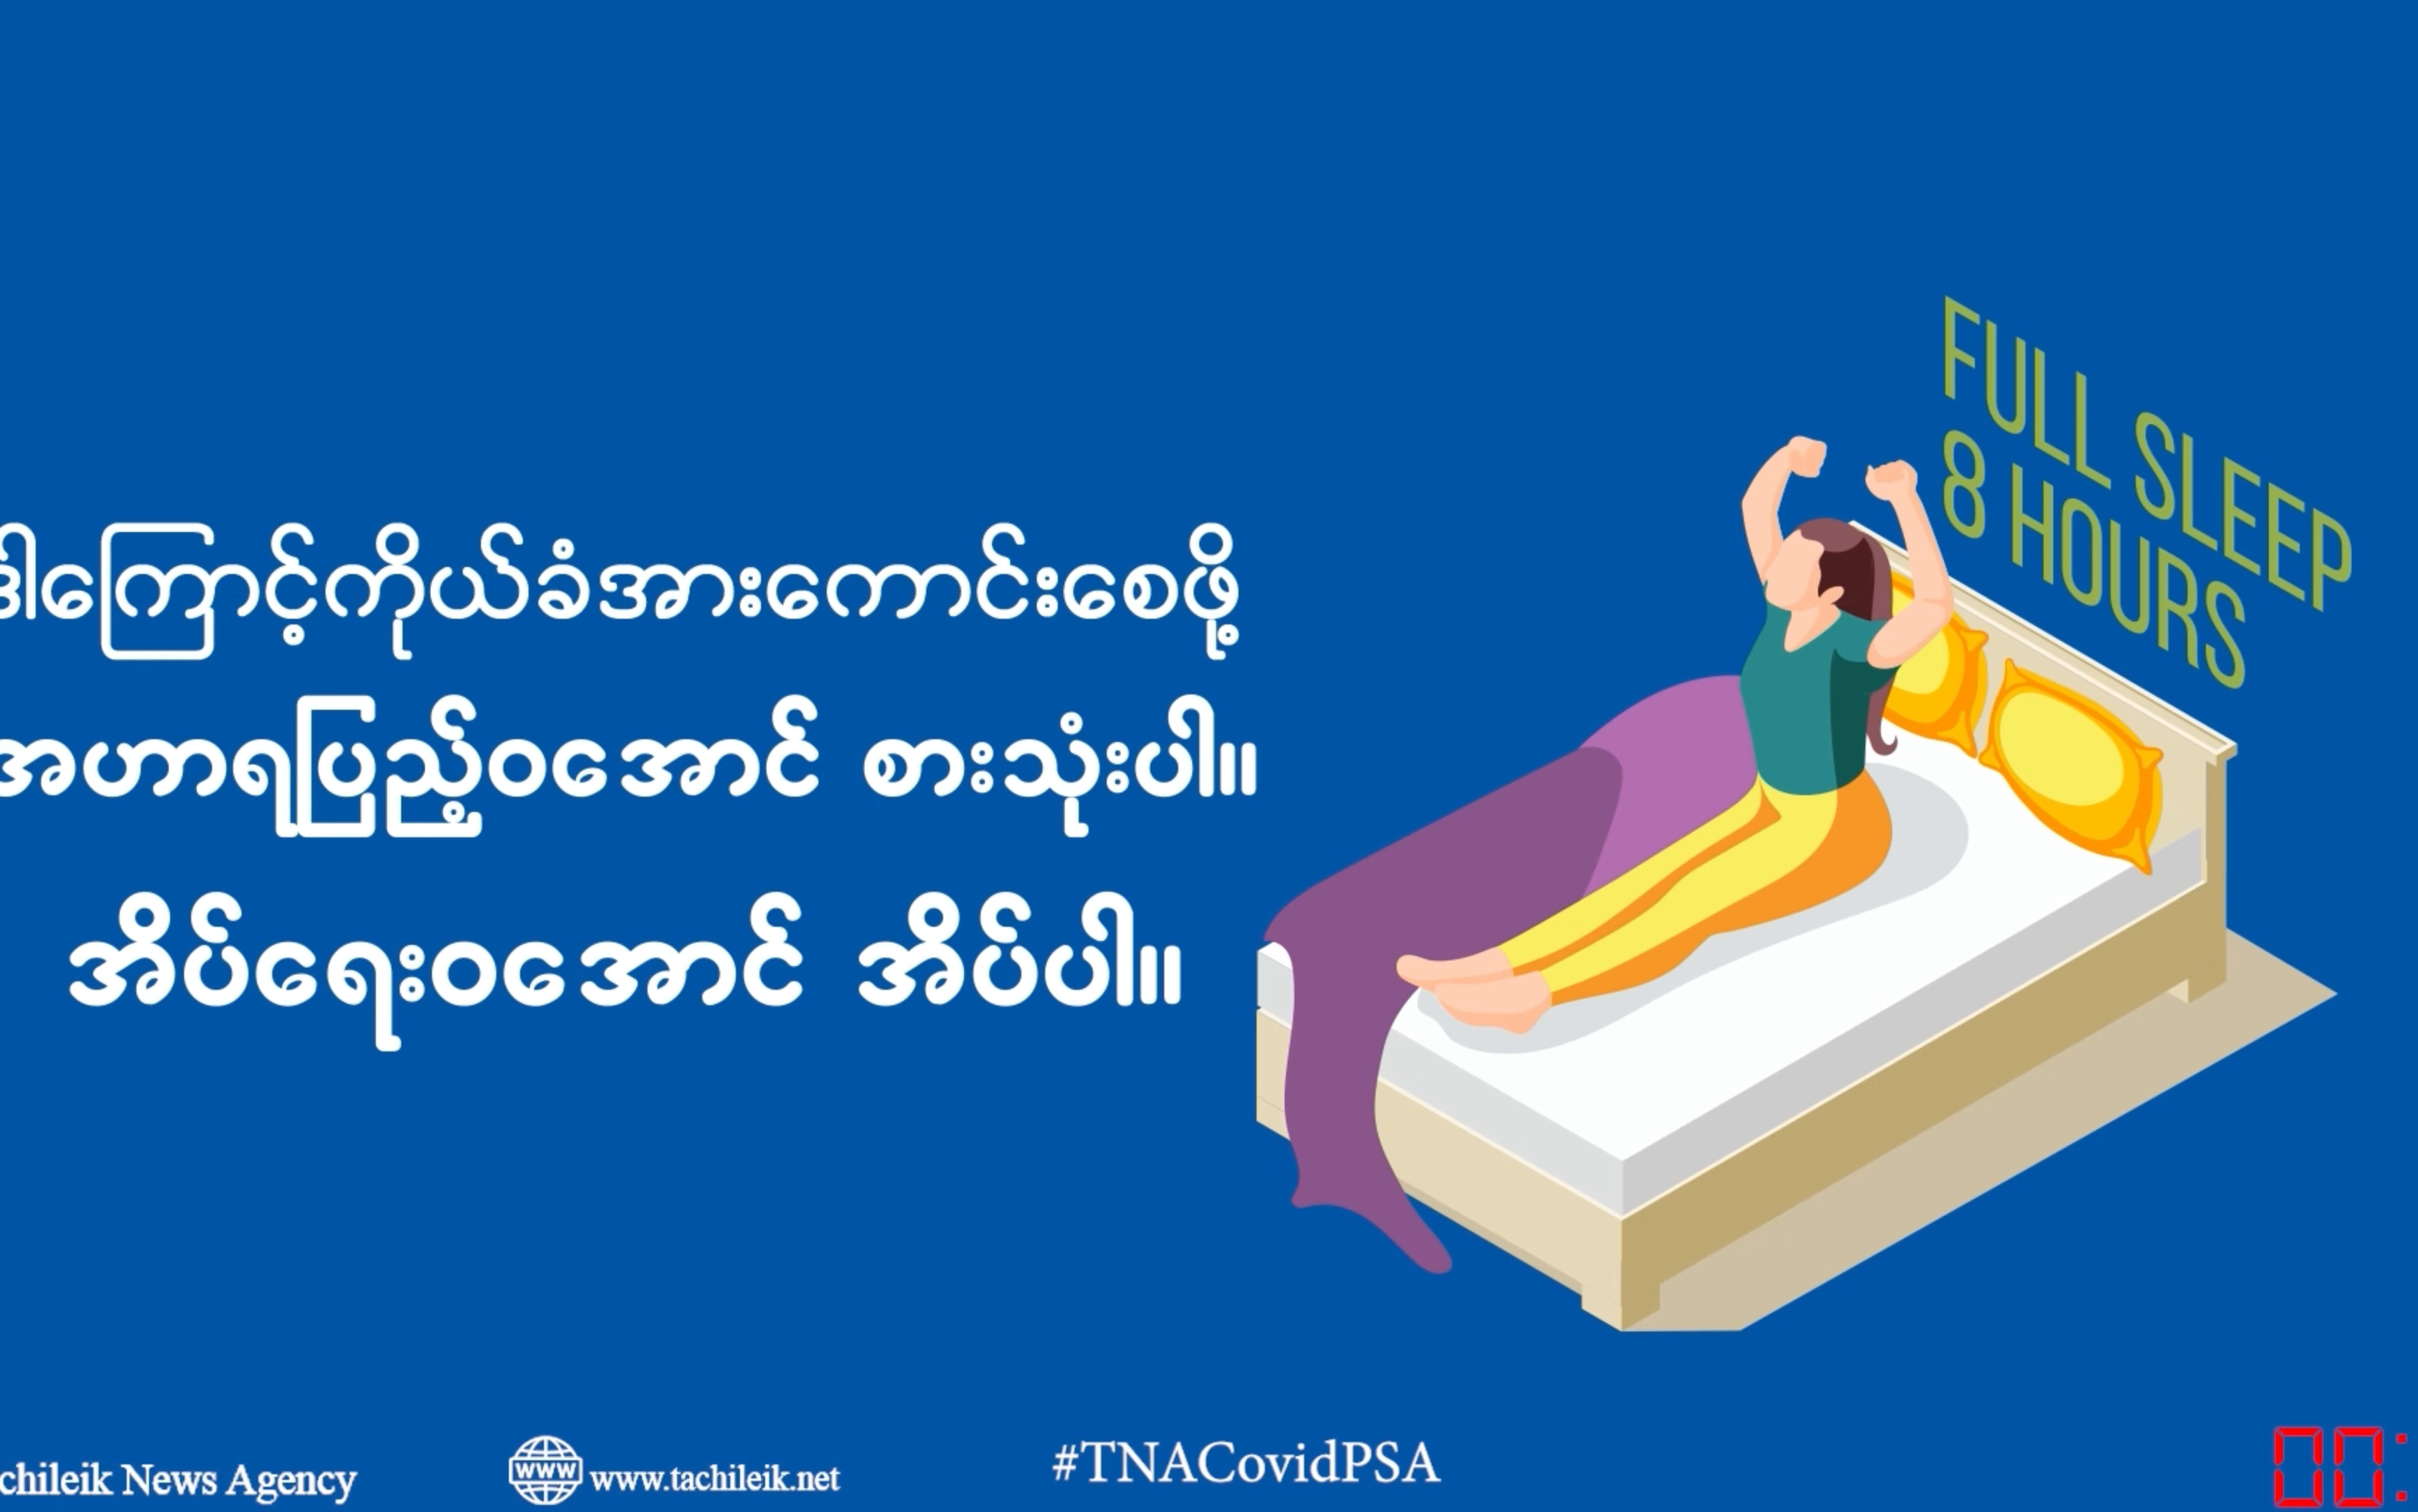 ဒါကြောင့်ကိုယ်ခံအားကောင်းစေဖို့
အဟာရပြည့်ဝအောင် စားသုံးပါ။
အိပ်ရေးဝအောင် အိပ်ပါ။
FULL SLEEP
8 HOURS
chileik News Agency
www www.tachileik.net
#TNACovidPSA
00: